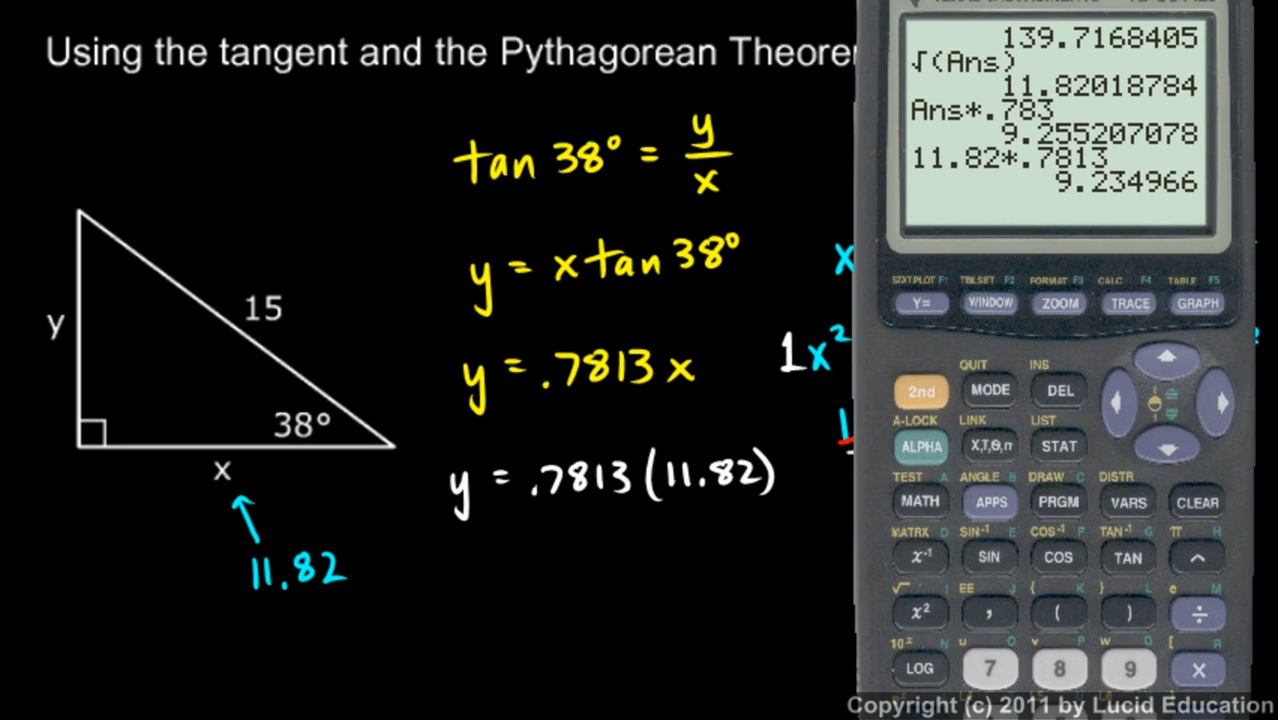 Using the tangent and the Pythagorean Theorem
tan 38° = y/x
y = x tan 38°
y = .7813 x
y = .7813 (11.82)
y
15
38°
x
11.82
x
1x²
139.7168405
√(Ans)
11.82018784
Ans*.783
9.255207078
11.82*.7813
9.234966
STAT PLOT F1 TBLSET F2 FORMAT F3 CALC F4 TABLE F5
Y= WINDOW ZOOM TRACE GRAPH
QUIT INS
2nd MODE DEL
A-LOCK LINK LIST
ALPHA X,T,θ,n STAT
TEST A ANGLE B DRAW C DISTR
MATH APPS PRGM VARS CLEAR
MATRX D SIN⁻¹ E COS⁻¹ F TAN⁻¹ G π H
x⁻¹ SIN COS TAN ^
√ I EE J { K } L e M
x² , ( ) ÷
10ˣ N u O v P w Q [ R
LOG 7 8 9 ×
Copyright (c) 2011 by Lucid Education